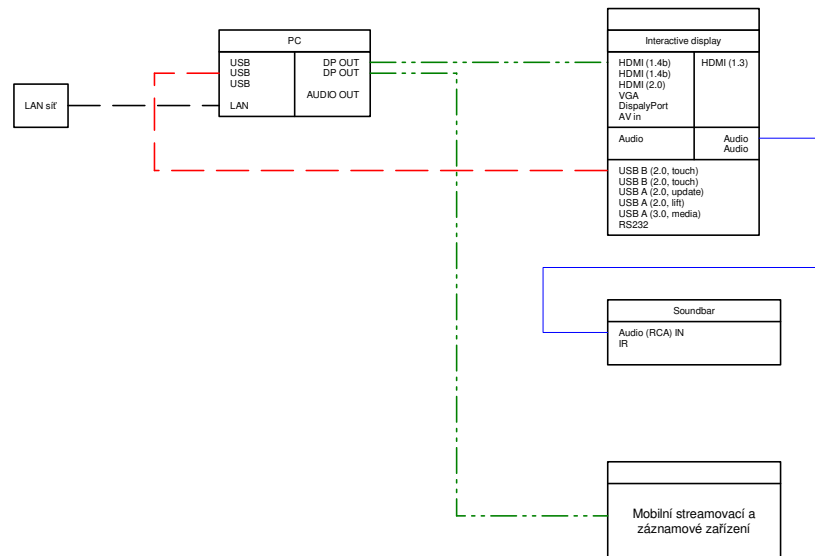 PC
USB
USB
USB
LAN
DP OUT
DP OUT
AUDIO OUT
LAN síť
Interactive display
HDMI (1.4b)
HDMI (1.4b)
HDMI (2.0)
VGA
DispalyPort
AV in
HDMI (1.3)
Audio
Audio
Audio
USB B (2.0, touch)
USB B (2.0, touch)
USB A (2.0, update)
USB A (2.0, lift)
USB A (3.0, media)
RS232
Soundbar
Audio (RCA) IN
IR
Mobilní streamovací a
záznamové zařízení